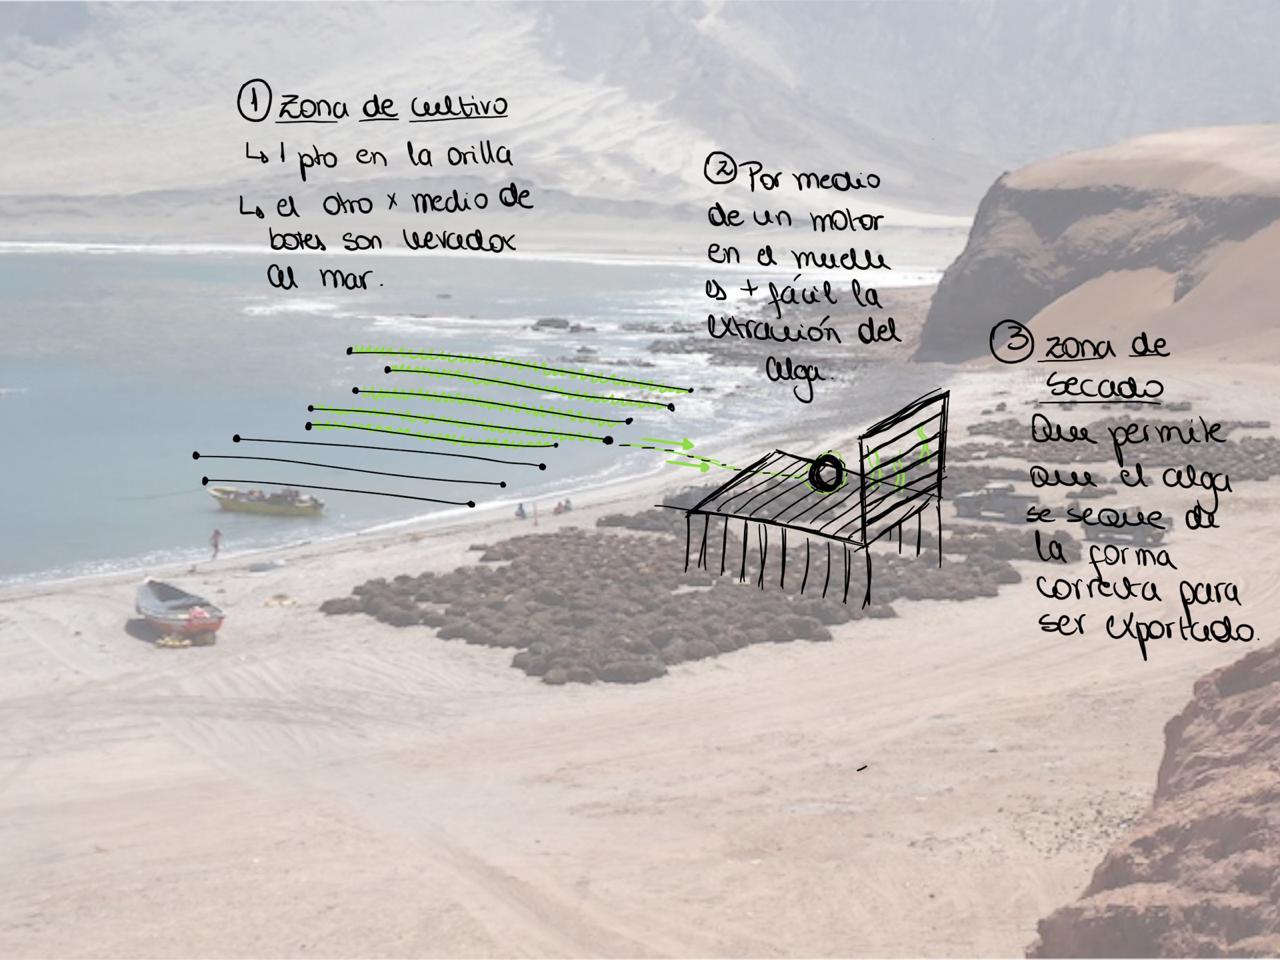 ① Zona de cultivo
↳ 1 pto en la orilla
↳ el otro x medio de
botes son llevados
al mar.
② Por medio
de un motor
en el muelle
es + fácil la
extracción del
alga.
③ zona de
secado
Que permite
que el alga
se seque de
la forma
correcta para
ser exportado.